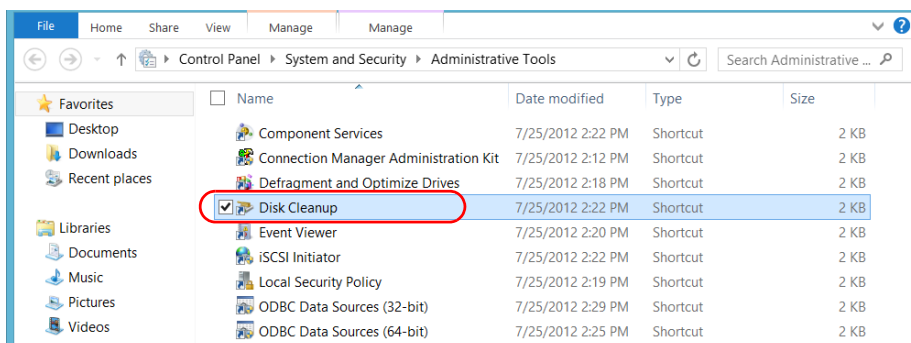 File Home Share View Manage Manage
Control Panel System and Security Administrative Tools Search Administrative ...
Favorites
Desktop
Downloads
Recent places
Libraries
Documents
Music
Pictures
Videos
Name Date modified Type Size
Component Services 7/25/2012 2:22 PM Shortcut 2 KB
Connection Manager Administration Kit 7/25/2012 2:12 PM Shortcut 2 KB
Defragment and Optimize Drives 7/25/2012 2:18 PM Shortcut 2 KB
Disk Cleanup 7/25/2012 2:22 PM Shortcut 2 KB
Event Viewer 7/25/2012 2:20 PM Shortcut 2 KB
iSCSI Initiator 7/25/2012 2:22 PM Shortcut 2 KB
Local Security Policy 7/25/2012 2:19 PM Shortcut 2 KB
ODBC Data Sources (32-bit) 7/25/2012 2:29 PM Shortcut 2 KB
ODBC Data Sources (64-bit) 7/25/2012 2:25 PM Shortcut 2 KB